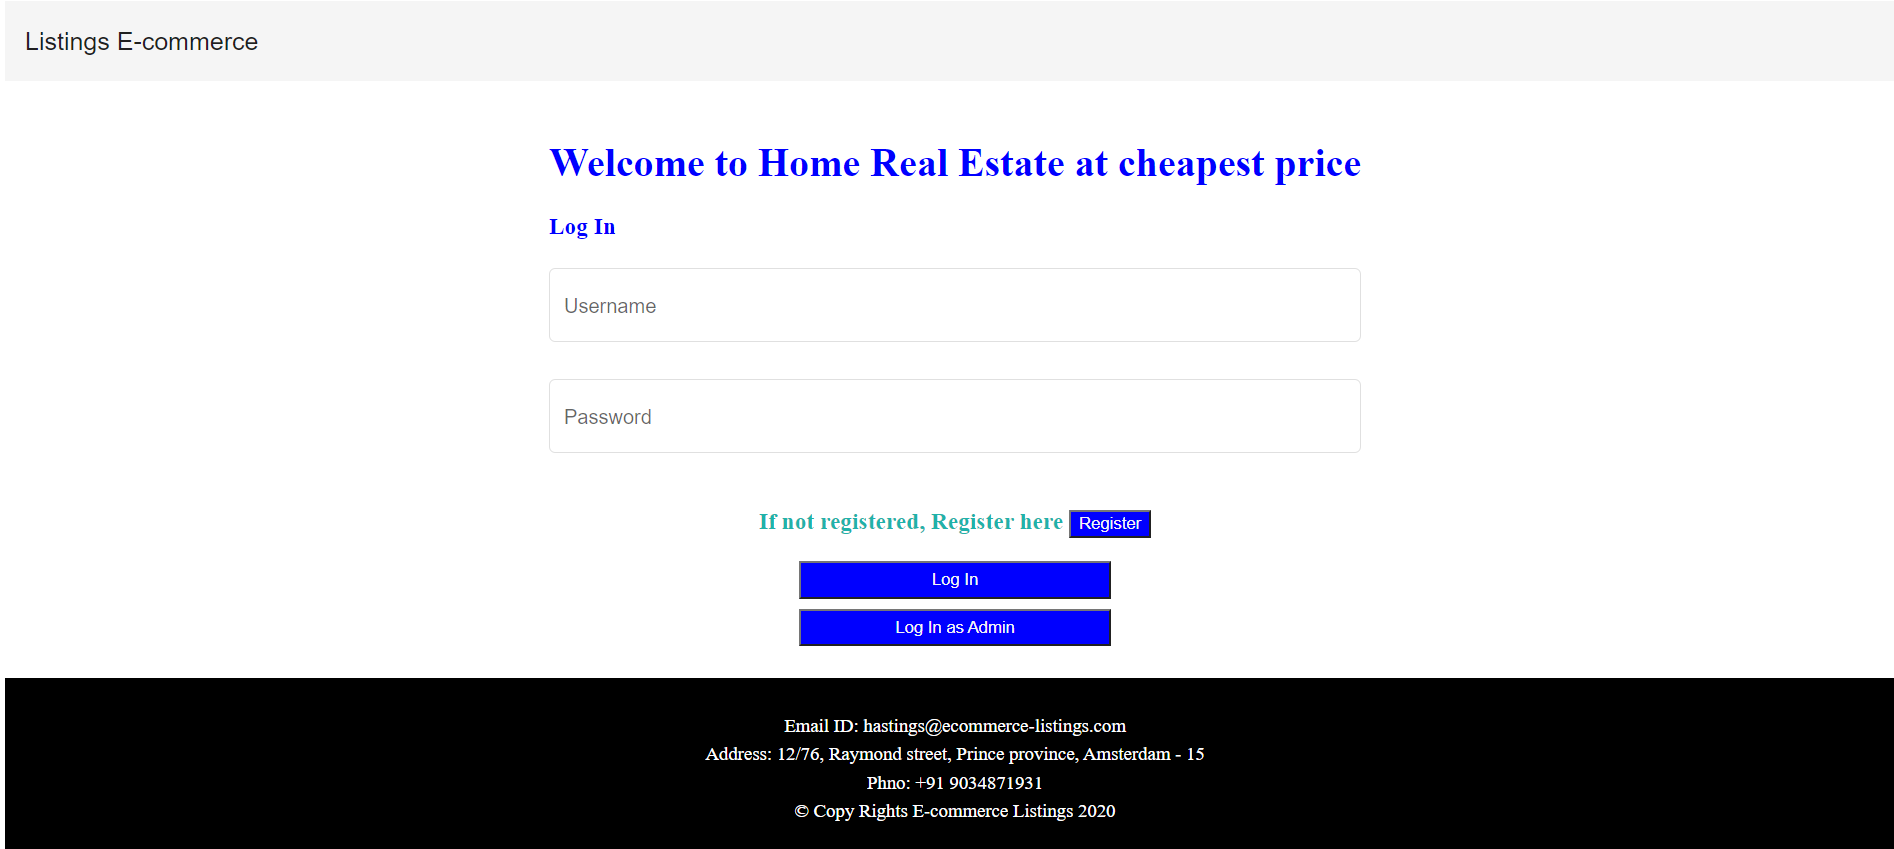 Listings E-commerce
Welcome to Home Real Estate at cheapest price
Log In
Username
Password
If not registered, Register here Register
Log In
Log In as Admin
Email ID: hastings@ecommerce-listings.com
Address: 12/76, Raymond street, Prince province, Amsterdam - 15
Phno: +91 9034871931
© Copy Rights E-commerce Listings 2020